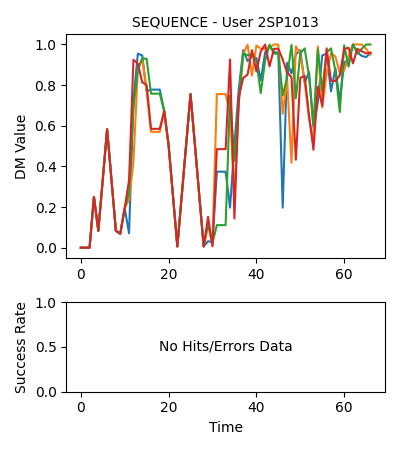 SEQUENCE - User 2SP1013
DM Value
1.0
0.8
0.6
0.4
0.2
0.0
0 20 40 60
Success Rate
1.0
0.5
0.0
No Hits/Errors Data
0 20 40 60
Time